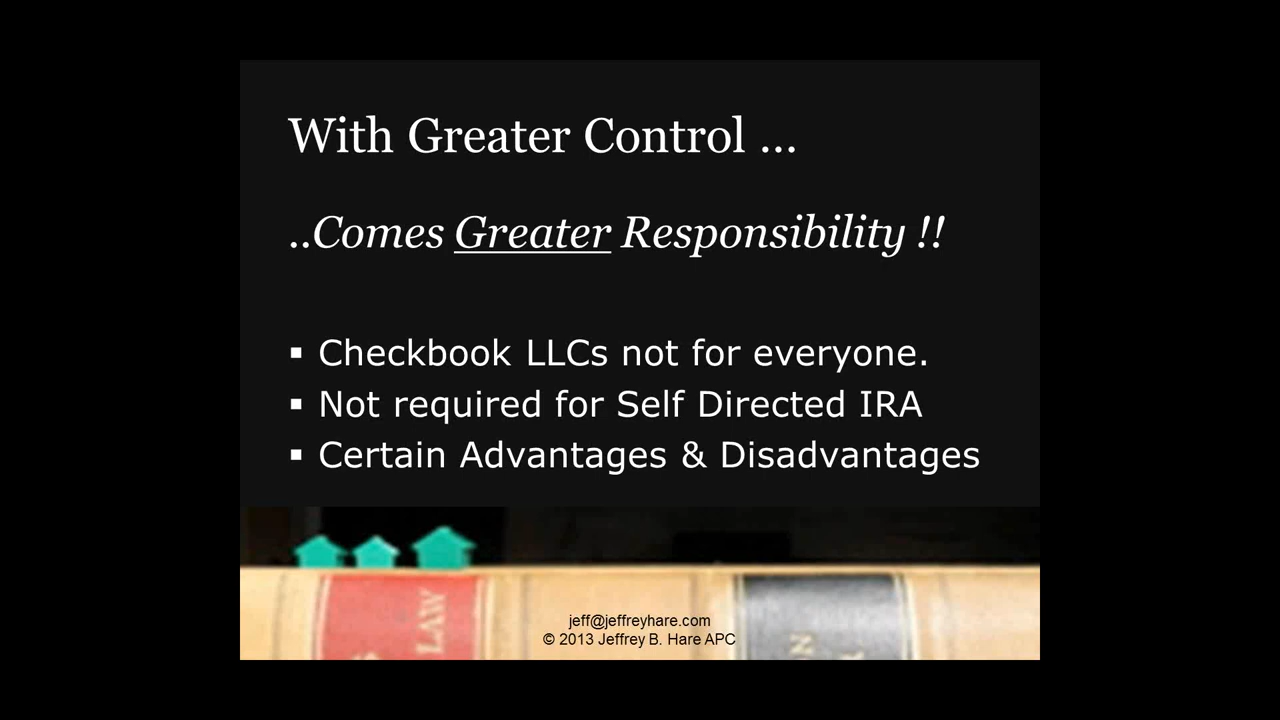 With Greater Control ...
..Comes Greater Responsibility !!
▪ Checkbook LLCs not for everyone.
▪ Not required for Self Directed IRA
▪ Certain Advantages & Disadvantages
LAW
jeff@jeffreyhare.com
© 2013 Jeffrey B. Hare APC